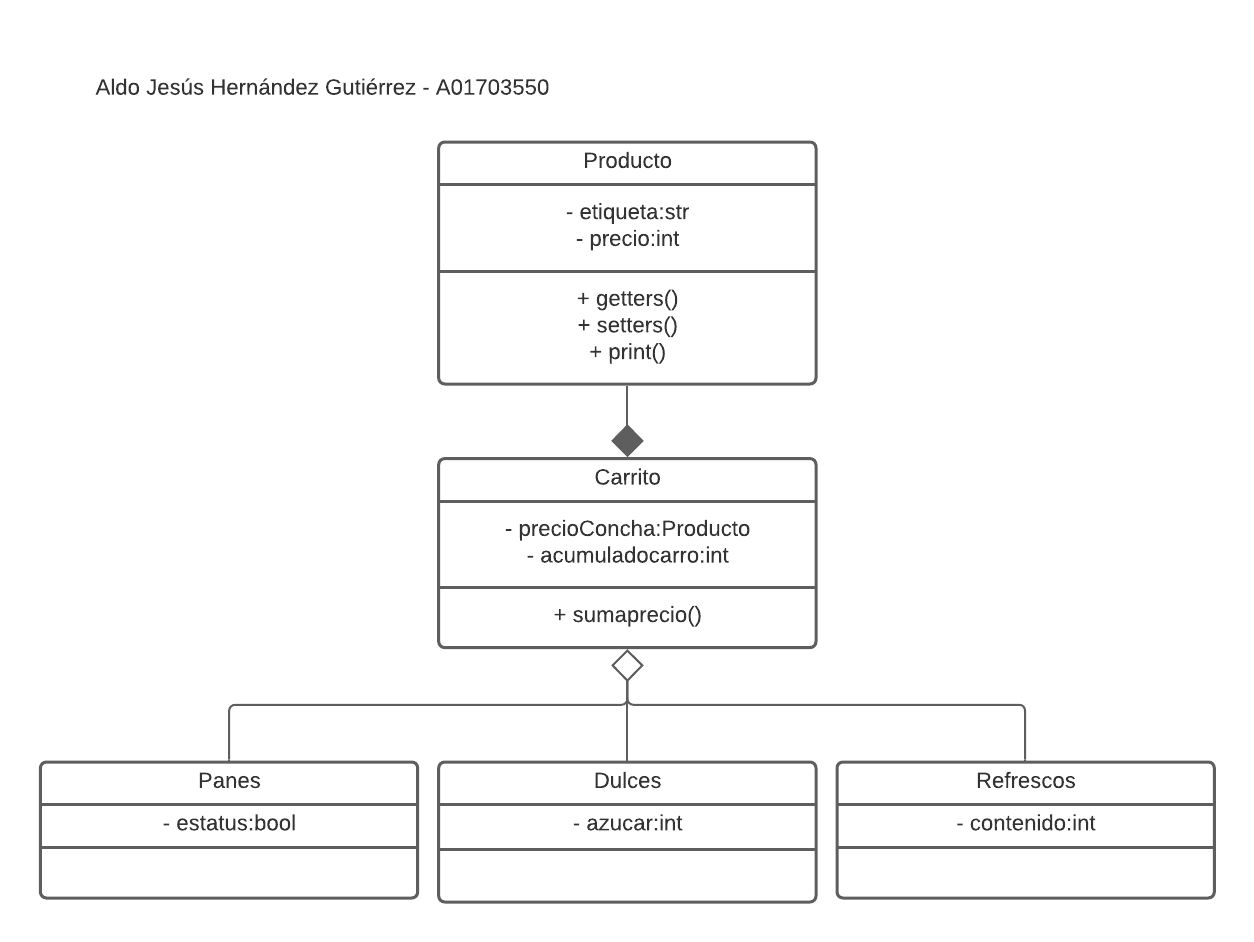 Aldo Jesús Hernández Gutiérrez - A01703550
Producto
- etiqueta:str
- precio:int
+ getters()
+ setters()
+ print()
Carrito
- precioConcha:Producto
- acumuladocarro:int
+ sumaprecio()
Panes
- estatus:bool
Dulces
- azucar:int
Refrescos
- contenido:int